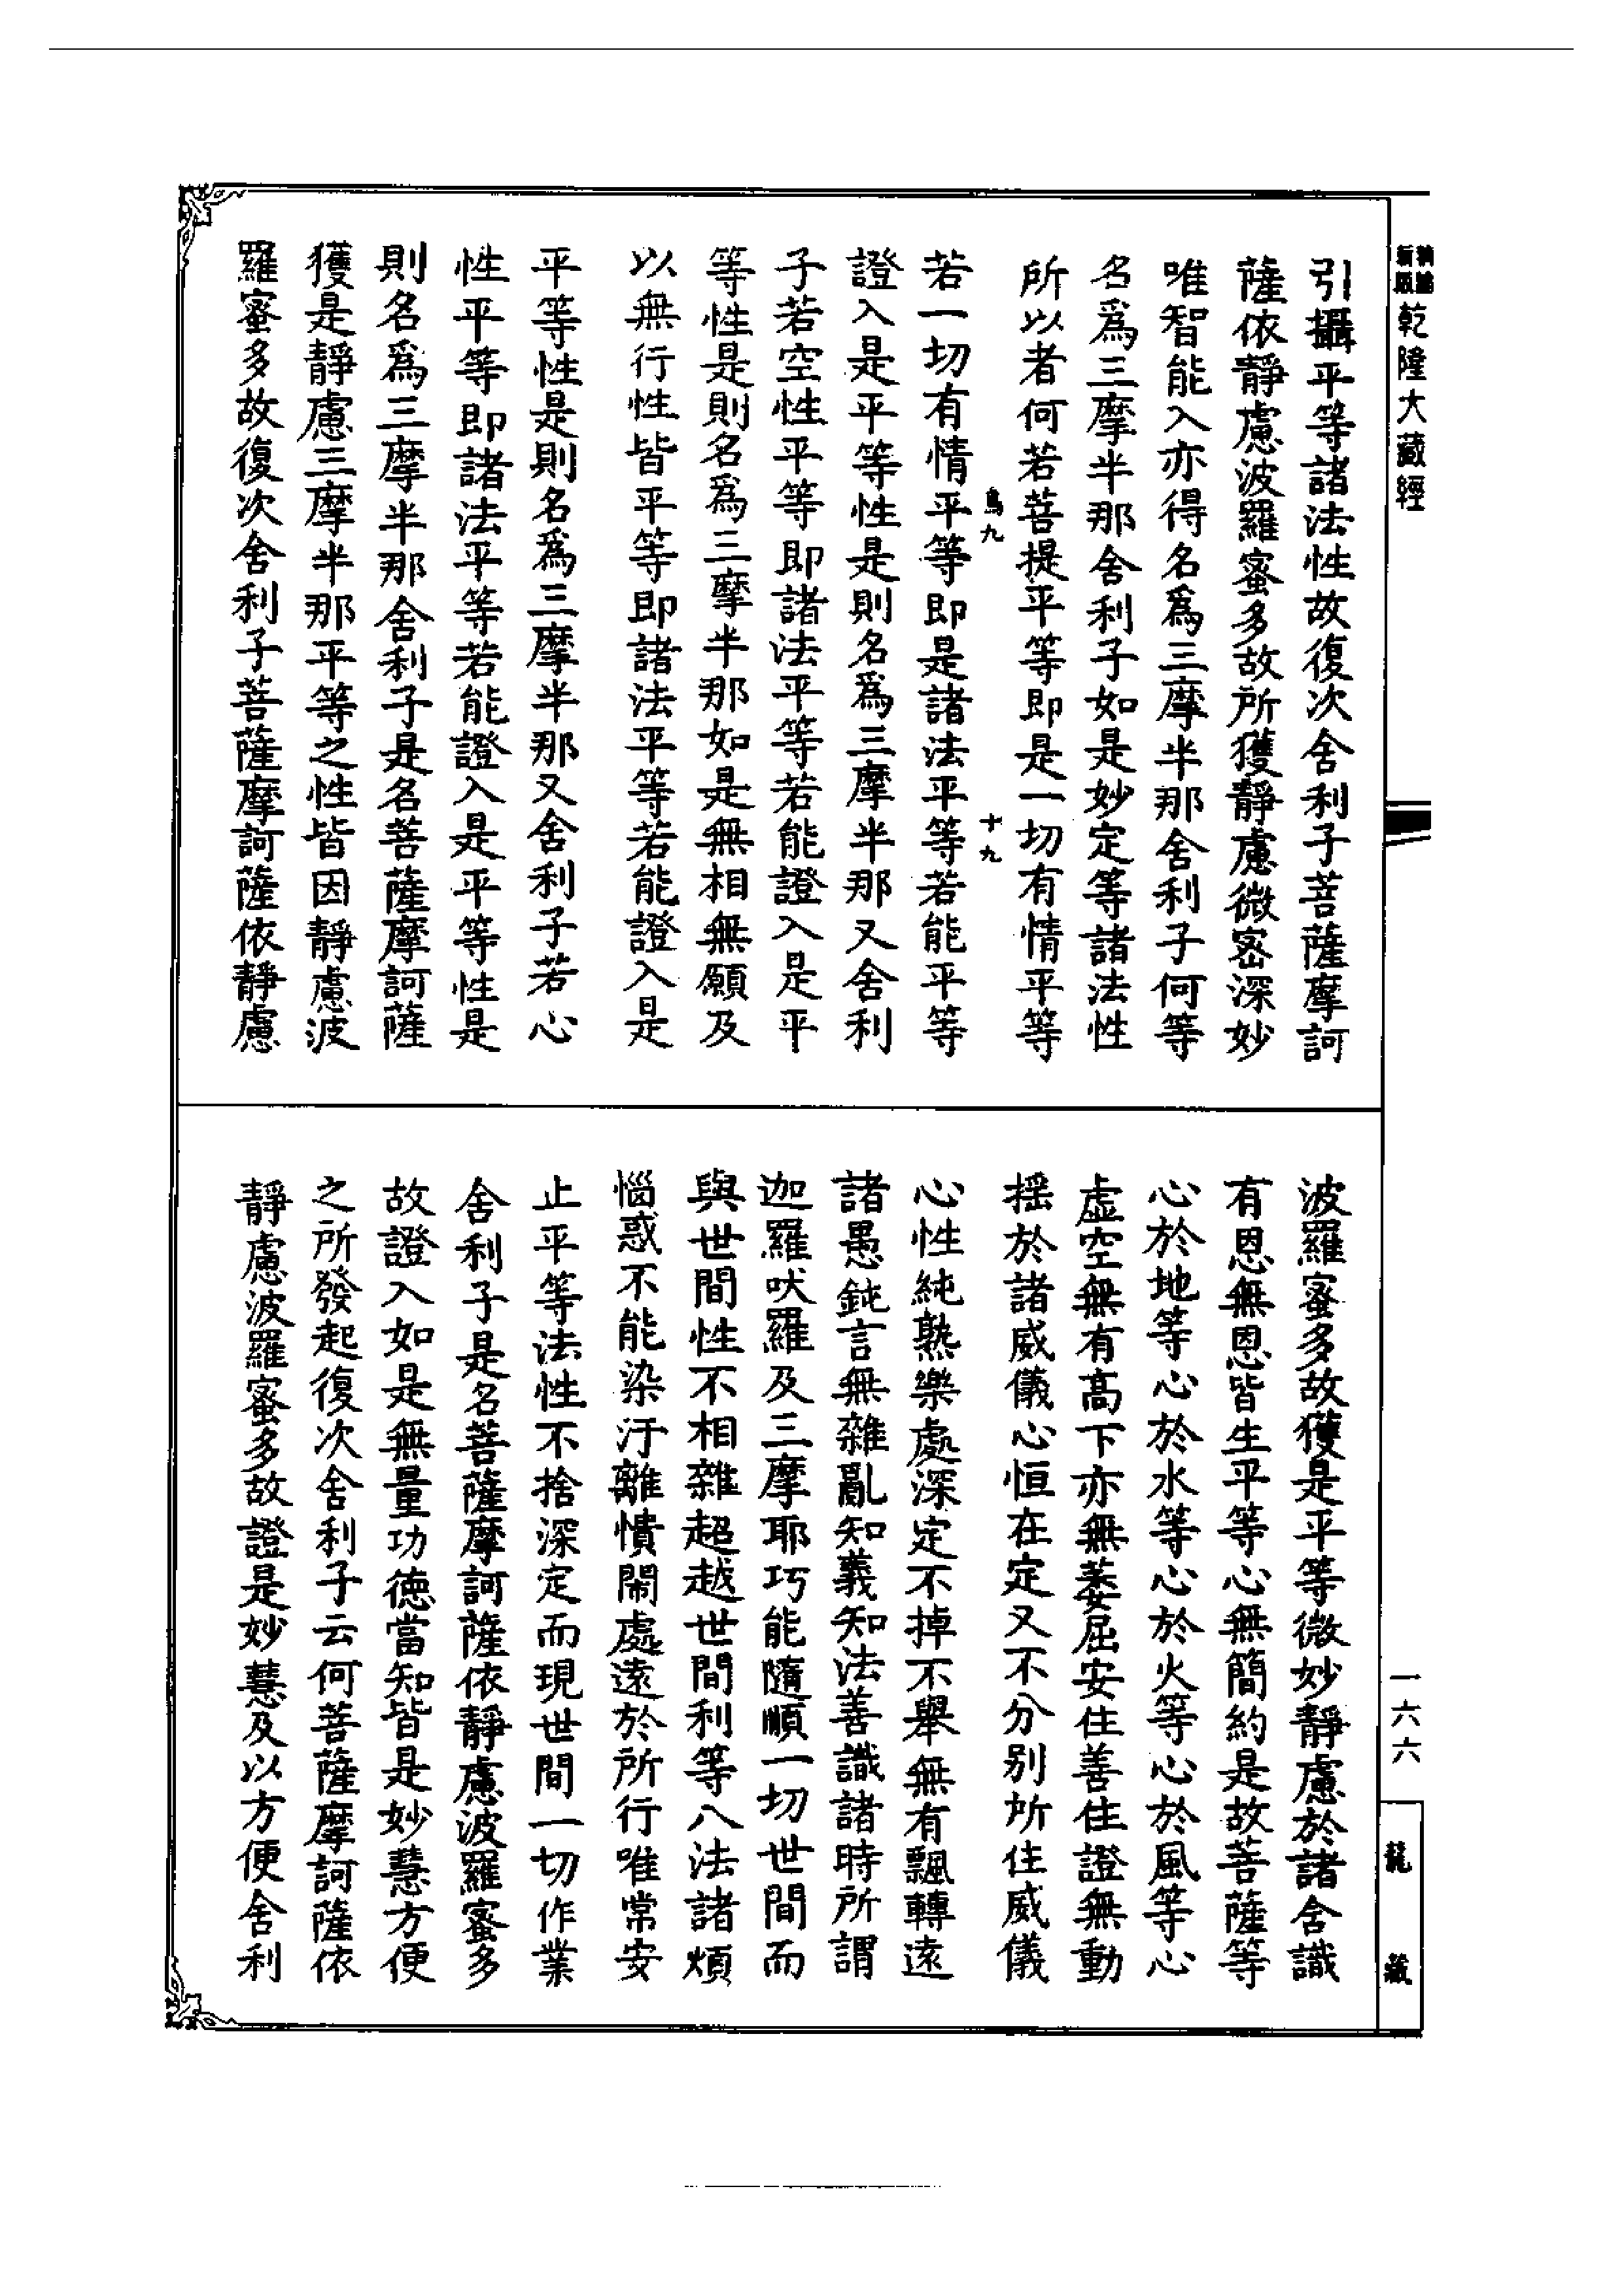 新版
乾隆大藏經
引攝平等諸法性故復次舍利子菩薩摩訶
薩依靜慮波羅蜜多故所獲靜慮微密深妙
唯智能入亦得名爲三摩半那舍利子何等
名爲三摩半那舍利子如是妙定等諸法性
所以者何若菩提平等即是一切有情平等
鳥九
十九
若一切有情平等即是諸法平等若能平等
證入是平等性是則名爲三摩半那又舍利
子若空性平等即諸法平等若能證入是平
等性是則名爲三摩半那如是無相無願及
以無行性皆平等即諸法平等若能證入是
平等性是則名爲三摩半那又舍利子若心
性平等即諸法平等若能證入是平等性是
則名爲三摩半那舍利子是名菩薩摩訶薩
獲是靜慮三摩半那平等之性皆因靜慮波
羅蜜多故復次舍利子菩薩摩訶薩依靜慮
波羅蜜多故獲是平等微妙靜慮於諸含識
有恩無恩皆生平等心無簡約是故菩薩等
心於地等心於水等心於火等心於風等心
虛空無有高下亦無萎屈安住善住證無動
搖於諸威儀心恒在定又不分別所住威儀
心性純熟樂處深定不掉不舉無有飄轉遠
諸愚鈍言無雜亂知義知法善識諸時所謂
迦羅吠羅及三摩耶巧能隨順一切世間而
與世間性不相雜超越世間利等八法諸煩
惱惑不能染汙離憒閙處遠於所行唯常安
止平等法性不捨深定而現世間一切作業
舍利子是名菩薩摩訶薩依靜慮波羅蜜多
故證入如是無量功德當知皆是妙慧方便
之所發起復次舍利子云何菩薩摩訶薩依
靜慮波羅蜜多故證是妙慧及以方便舍利
一六六
龍藏